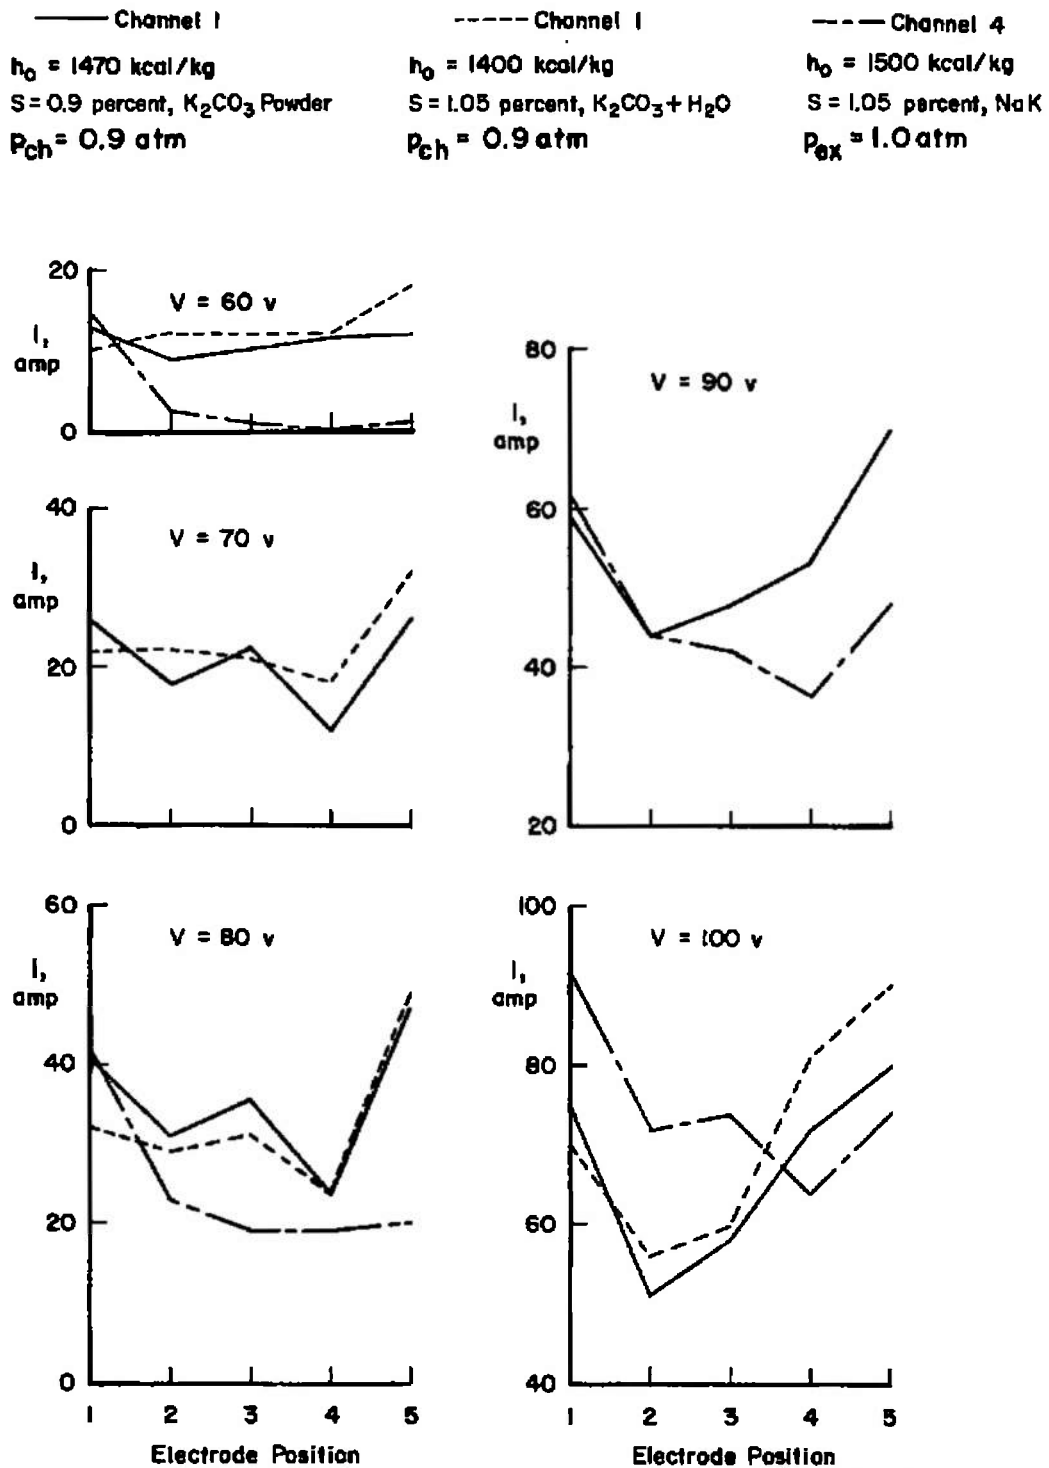 Channel 1
h₀ = 1470 kcal/kg
S = 0.9 percent, K₂CO₃ Powder
p_ch = 0.9 atm
Channel 1
h₀ = 1400 kcal/kg
S = 1.05 percent, K₂CO₃ + H₂O
p_ch = 0.9 atm
Channel 4
h₀ = 1500 kcal/kg
S = 1.05 percent, NaK
p_ex = 1.0 atm
20
V = 60 v
I,
amp
0
40
V = 70 v
I,
amp
20
0
60
V = 80 v
I,
amp
40
20
0
1 2 3 4 5
Electrode Position
80
V = 90 v
I,
amp
60
40
20
100
V = 100 v
I,
amp
80
60
40
1 2 3 4 5
Electrode Position